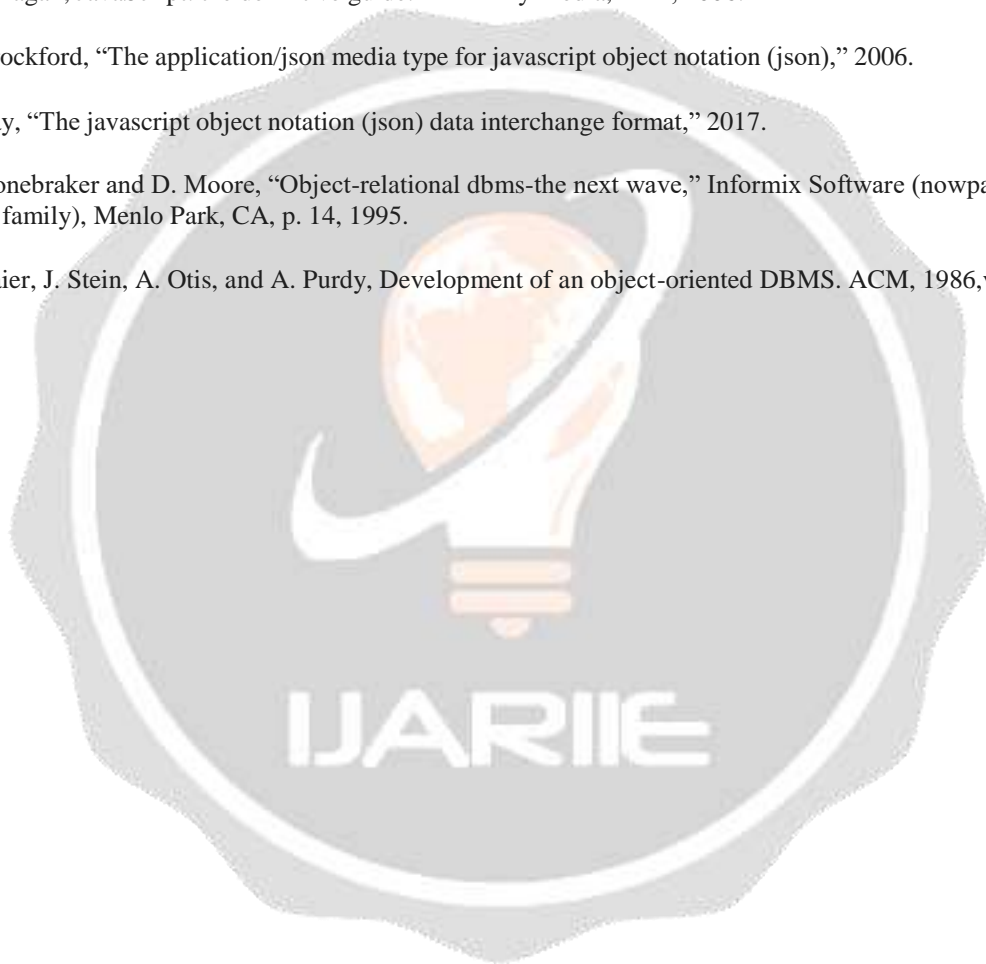 ockford, “The application/json media type for javascript object notation (json),” 2006.
y, “The javascript object notation (json) data interchange format,” 2017.
onebraker and D. Moore, “Object-relational dbms-the next wave,” Informix Software (nowpa
family), Menlo Park, CA, p. 14, 1995.
ier, J. Stein, A. Otis, and A. Purdy, Development of an object-oriented DBMS. ACM, 1986,
IJARIIE